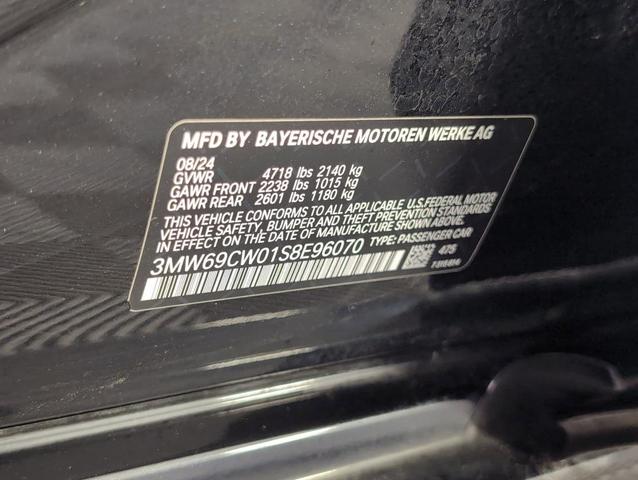 MFD BY BAYERISCHE MOTOREN WERKE AG
08/24
GVWR 4718 lbs 2140 kg
GAWR FRONT 2238 lbs 1015 kg
GAWR REAR 2601 lbs 1180 kg
THIS VEHICLE CONFORMS TO ALL APPLICABLE U.S. FEDERAL MOTOR
VEHICLE SAFETY, BUMPER, AND THEFT PREVENTION STANDARDS
IN EFFECT ON THE DATE OF MANUFACTURE SHOWN ABOVE.
3MW69CW01S8E96070 TYPE: PASSENGER CAR
475